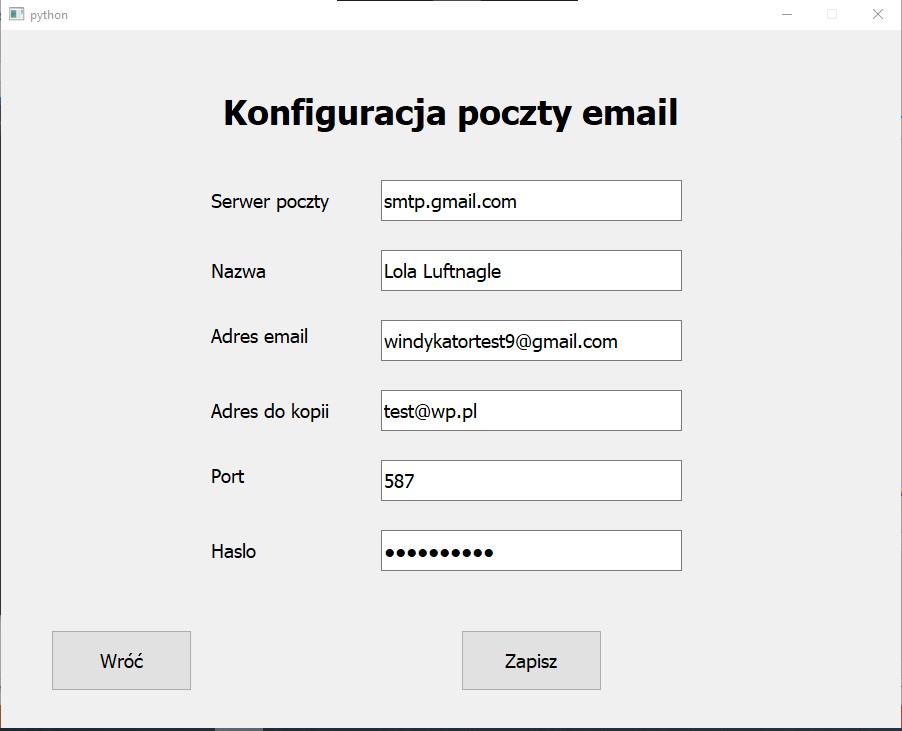 python
Konfiguracja poczty email
Serwer poczty smtp.gmail.com
Nazwa Lola Luftnagle
Adres email windykatortest9@gmail.com
Adres do kopii test@wp.pl
Port 587
Haslo ●●●●●●●●●●
Wróć Zapisz